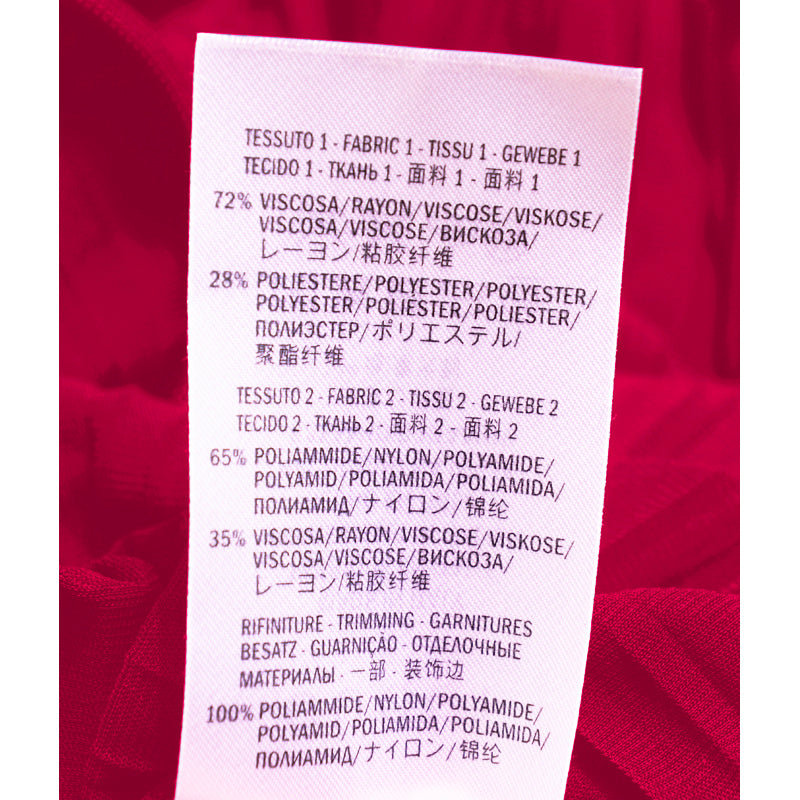 TESSUTO 1 - FABRIC 1 - TISSU 1 - GEWEBE 1
TECIDO 1 - ТКАНЬ 1 - 面料 1 - 面料 1
72% VISCOSA/RAYON/VISCOSE/VISKOSE/
VISCOSA/VISCOSE/ВИСКОЗА/
レーヨン/粘胶纤维
28% POLIESTERE/POLYESTER/POLYESTER/
POLYESTER/POLIÉSTER/POLIESTER/
ПОЛИЭСТЕР/ポリエステル/
聚酯纤维
TESSUTO 2 - FABRIC 2 - TISSU 2 - GEWEBE 2
TECIDO 2 - ТКАНЬ 2 - 面料 2 - 面料 2
65% POLIAMMIDE/NYLON/POLYAMIDE/
POLYAMID/POLIAMIDA/POLIAMIDA/
ПОЛИАМИД/ナイロン/锦纶
35% VISCOSA/RAYON/VISCOSE/VISKOSE/
VISCOSA/VISCOSE/ВИСКОЗА/
レーヨン/粘胶纤维
RIFINITURE - TRIMMING - GARNITURES
BESATZ - GUARNIÇÃO - ОТДЕЛОЧНЫЕ
МАТЕРИАЛЫ - 一部 - 装饰边
100% POLIAMMIDE/NYLON/POLYAMIDE/
POLYAMID/POLIAMIDA/POLIAMIDA/
ПОЛИАМИД/ナイロン/锦纶